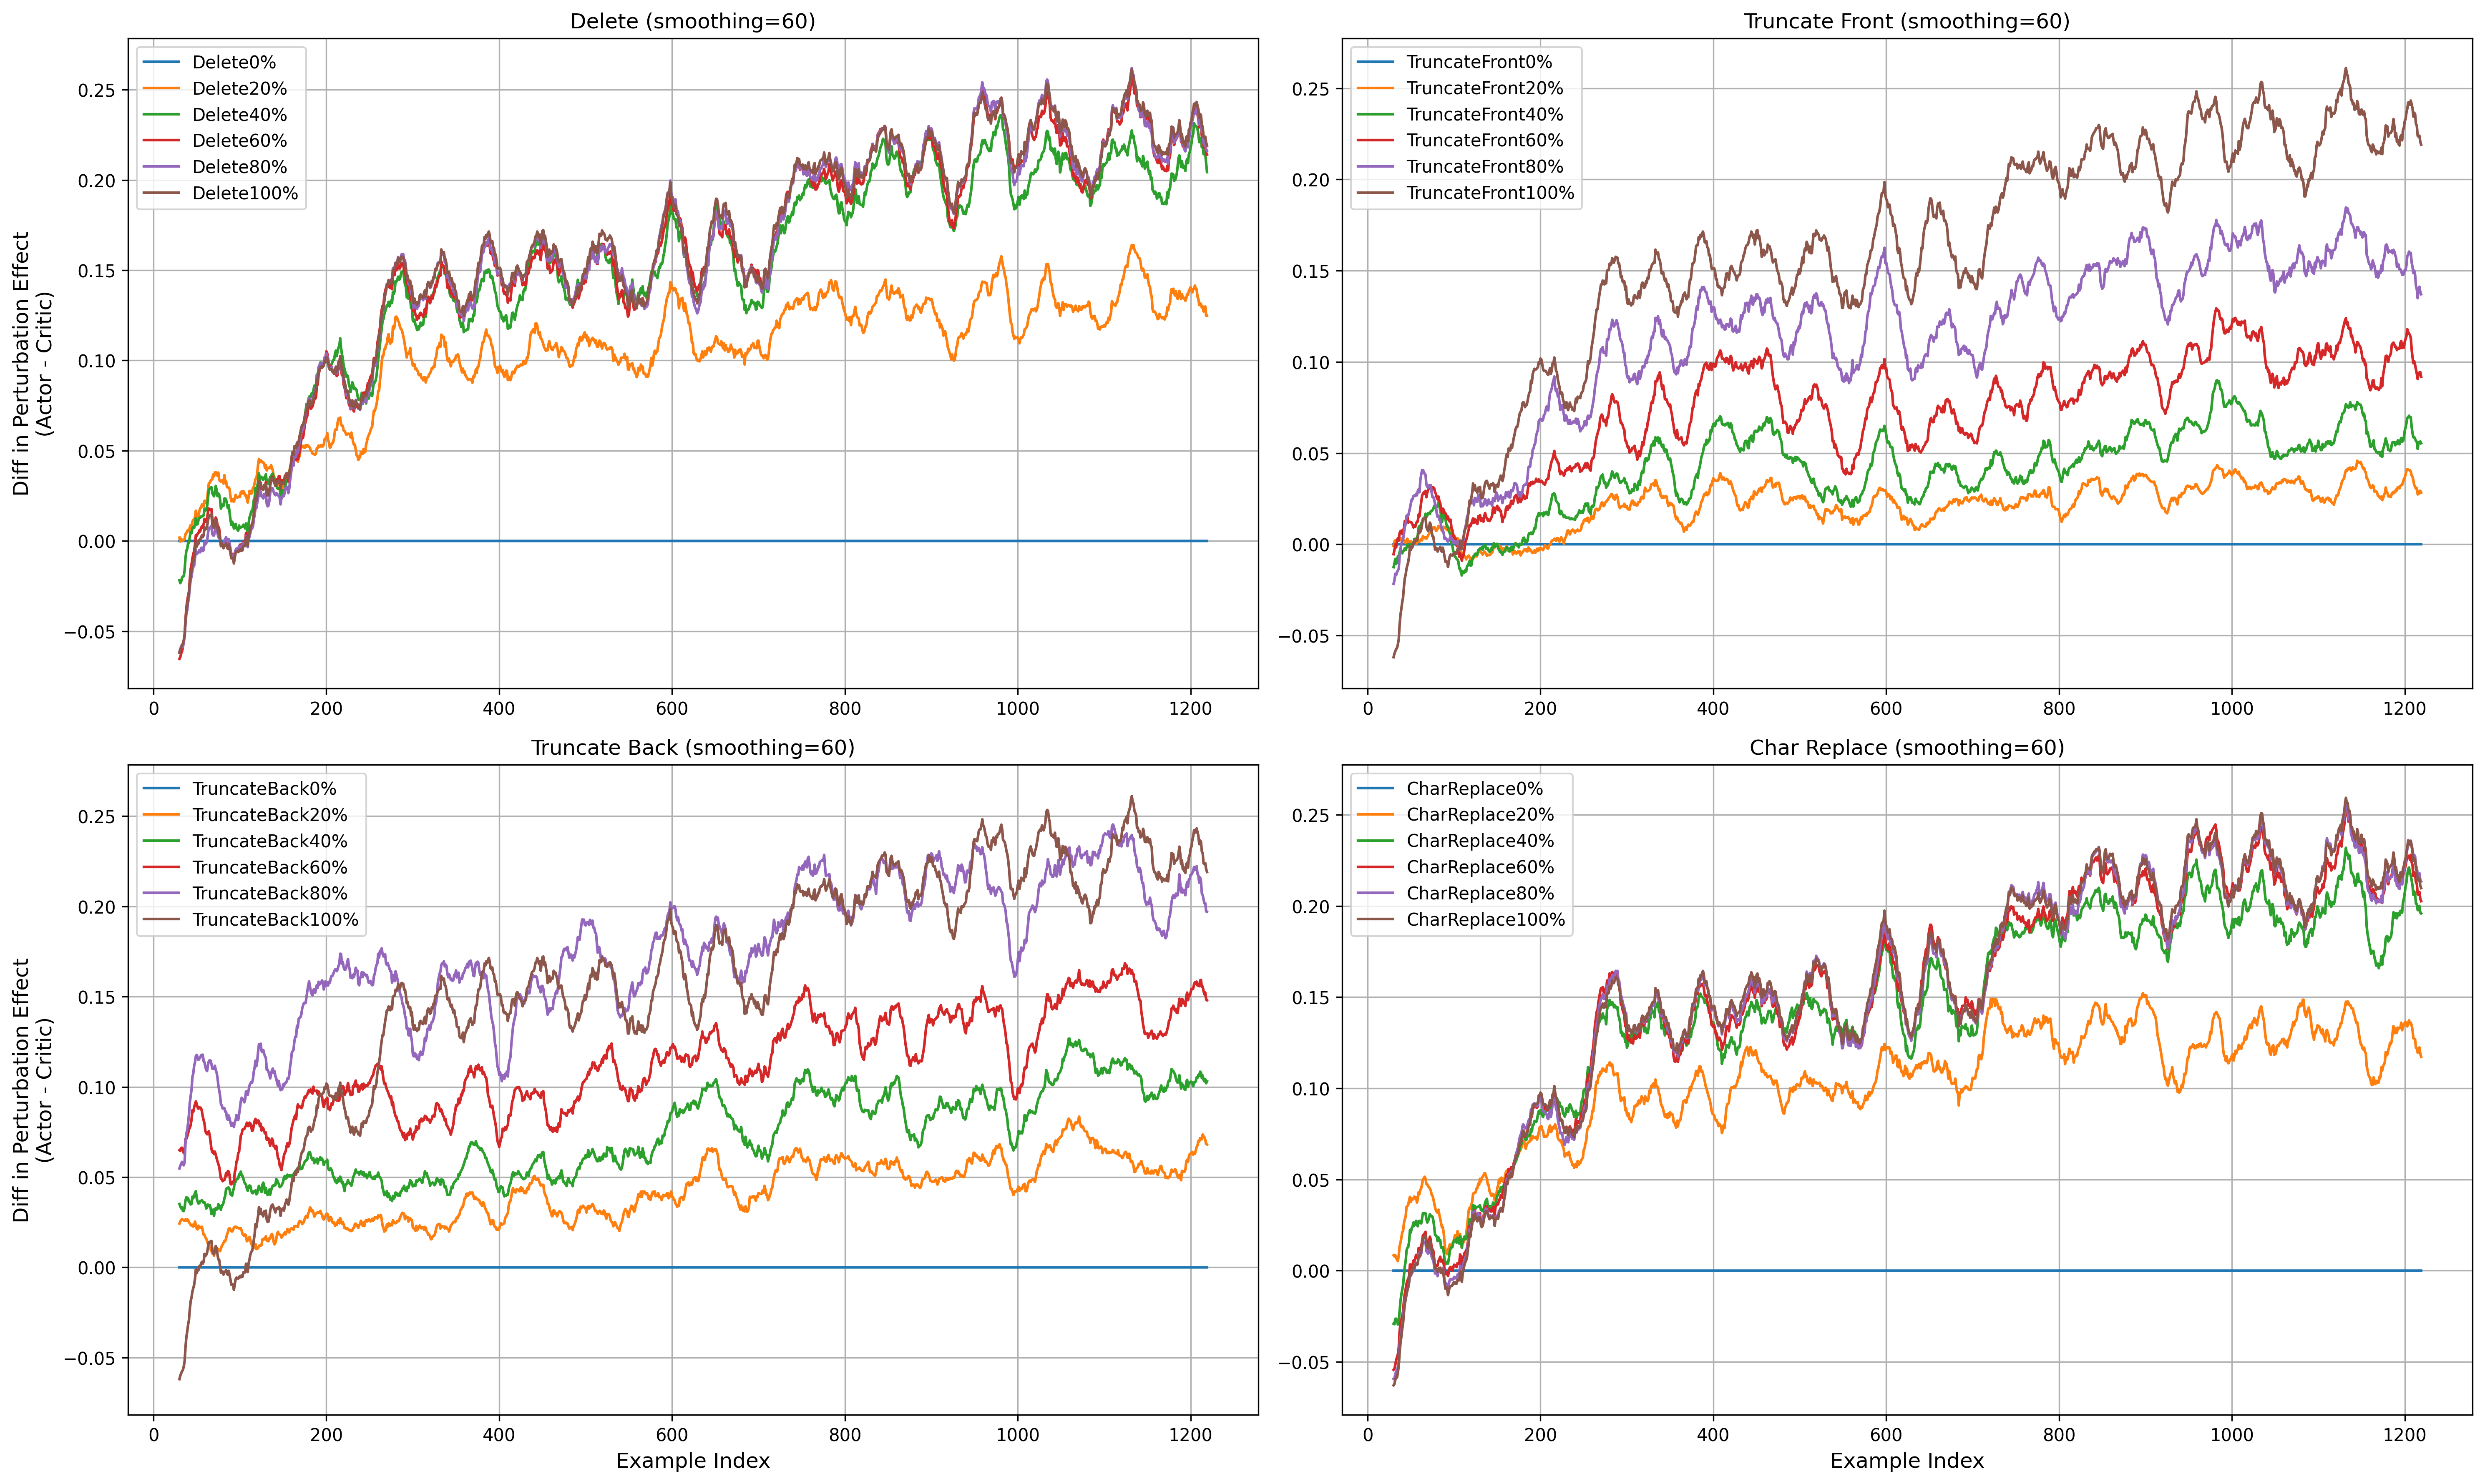 Delete (smoothing=60)
Diff in Perturbation Effect
(Actor - Critic)
0.25
0.20
0.15
0.10
0.05
0.00
−0.05
0 200 400 600 800 1000 1200
Delete0%
Delete20%
Delete40%
Delete60%
Delete80%
Delete100%
Truncate Front (smoothing=60)
0.25
0.20
0.15
0.10
0.05
0.00
−0.05
0 200 400 600 800 1000 1200
TruncateFront0%
TruncateFront20%
TruncateFront40%
TruncateFront60%
TruncateFront80%
TruncateFront100%
Truncate Back (smoothing=60)
Diff in Perturbation Effect
(Actor - Critic)
0.25
0.20
0.15
0.10
0.05
0.00
−0.05
0 200 400 600 800 1000 1200
Example Index
TruncateBack0%
TruncateBack20%
TruncateBack40%
TruncateBack60%
TruncateBack80%
TruncateBack100%
Char Replace (smoothing=60)
0.25
0.20
0.15
0.10
0.05
0.00
−0.05
0 200 400 600 800 1000 1200
Example Index
CharReplace0%
CharReplace20%
CharReplace40%
CharReplace60%
CharReplace80%
CharReplace100%